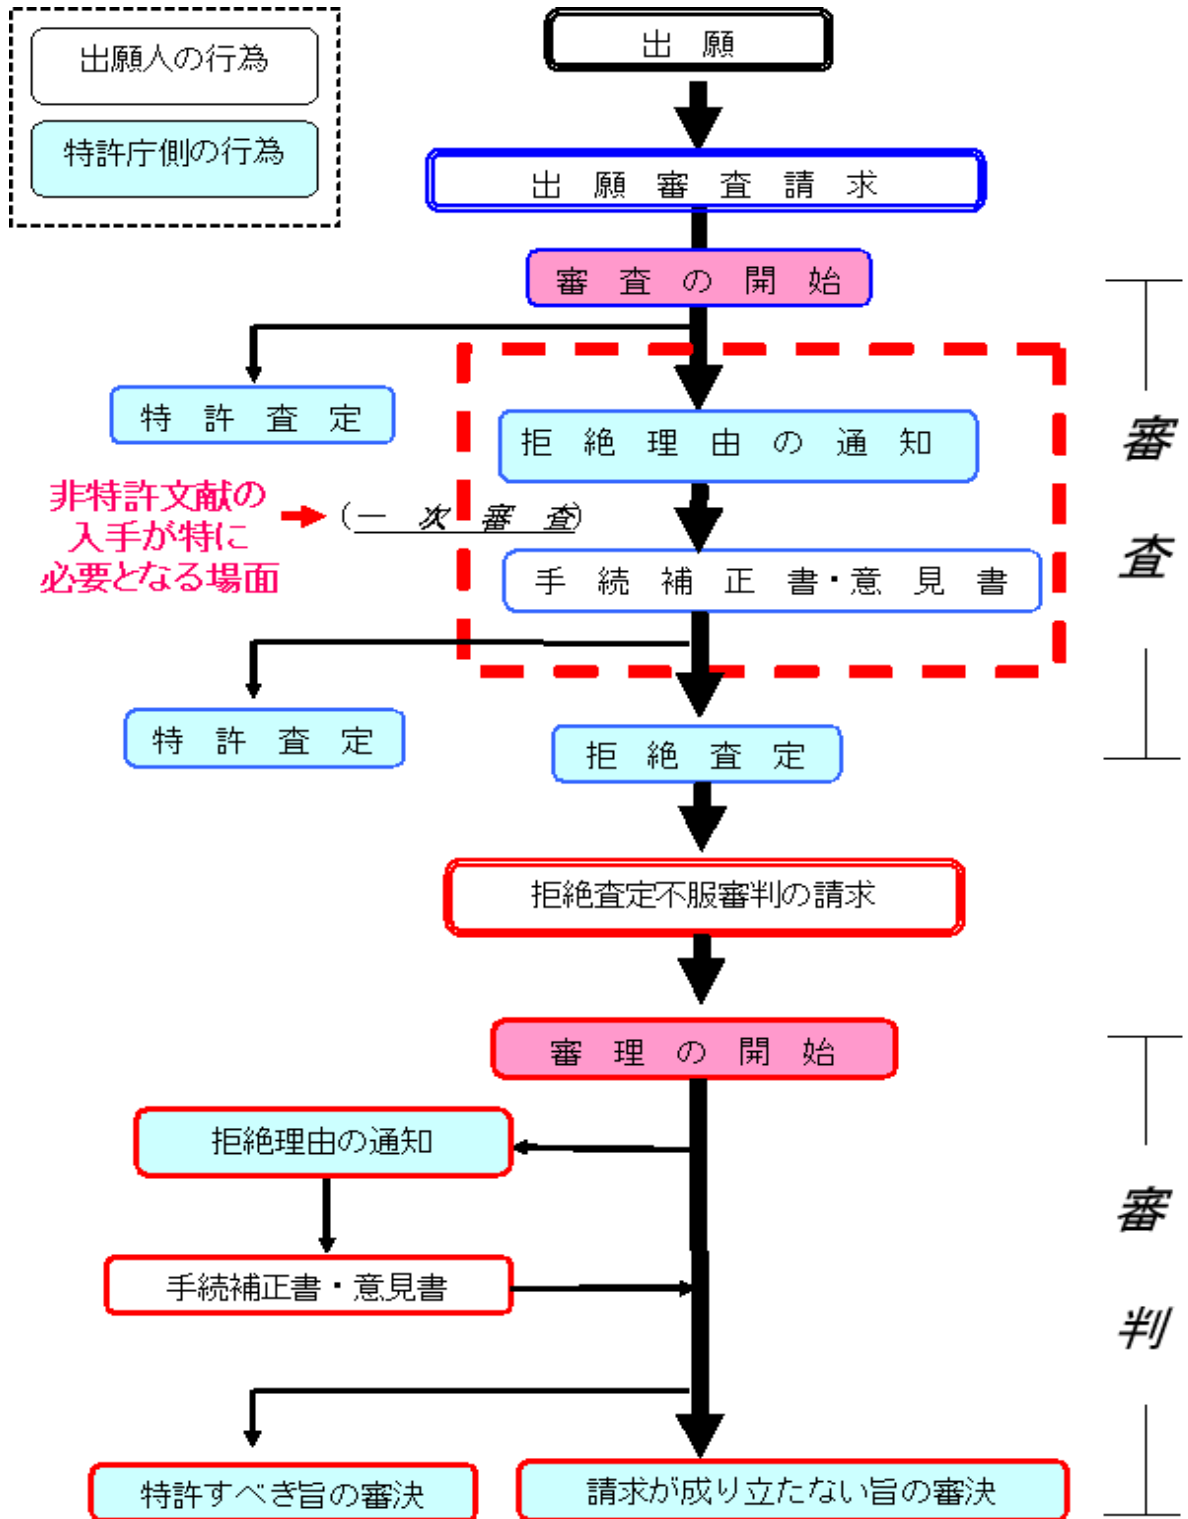 出願人の行為
特許庁側の行為
出願
出願審査請求
審査の開始
特許査定
拒絶理由の通知
非特許文献の
入手が特に
必要となる場面
(一次審査)
手続補正書・意見書
特許査定
拒絶査定
審査
拒絶査定不服審判の請求
審理の開始
拒絶理由の通知
手続補正書・意見書
特許すべき旨の審決
請求が成り立たない旨の審決
審判